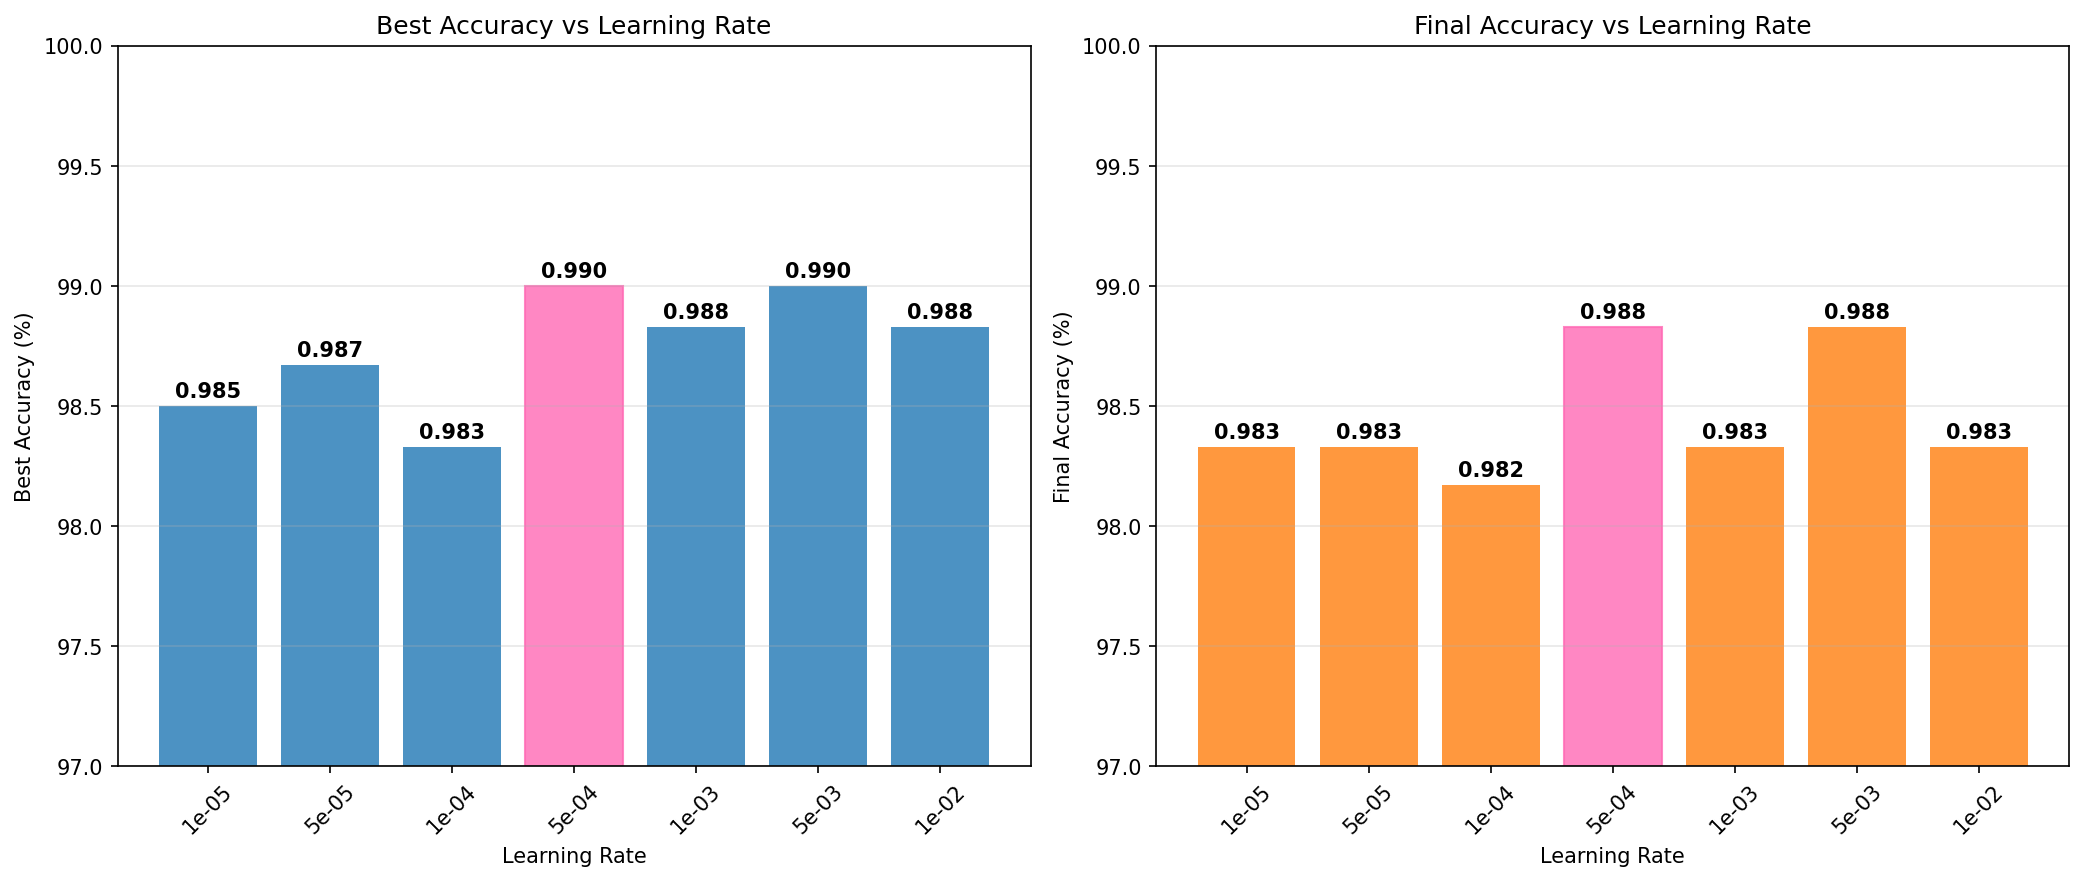 Best Accuracy vs Learning Rate
Best Accuracy (%)
100.0
99.5
99.0
98.5
98.0
97.5
97.0
0.985
0.987
0.983
0.990
0.988
0.990
0.988
1e-05
5e-05
1e-04
5e-04
1e-03
5e-03
1e-02
Learning Rate
Final Accuracy vs Learning Rate
Final Accuracy (%)
100.0
99.5
99.0
98.5
98.0
97.5
97.0
0.983
0.983
0.982
0.988
0.983
0.988
0.983
1e-05
5e-05
1e-04
5e-04
1e-03
5e-03
1e-02
Learning Rate